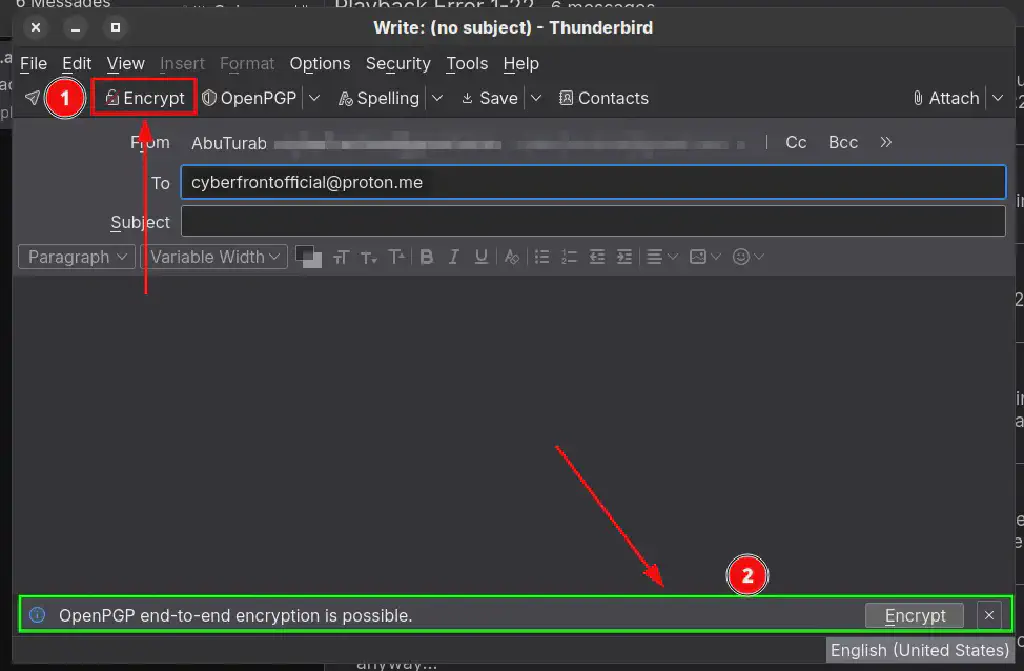 6 Messages
Playback Error 1-22
6 messages
Write: (no subject) - Thunderbird
File Edit View Insert Format Options Security Tools Help
1 Encrypt OpenPGP Spelling Save Contacts Attach
From AbuTurab Cc Bcc »
To cyberfrontofficial@proton.me
Subject
Paragraph Variable Width
2
OpenPGP end-to-end encryption is possible. Encrypt
English (United States)
anyway...